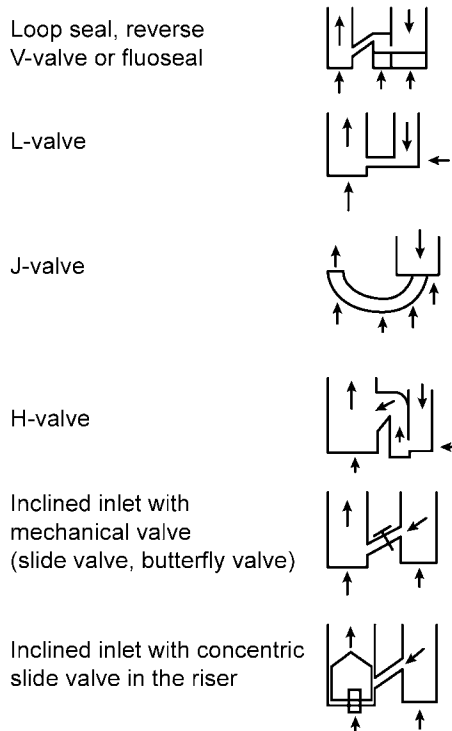 Loop seal, reverse
V-valve or fluoseal
L-valve
J-valve
H-valve
Inclined inlet with
mechanical valve
(slide valve, butterfly valve)
Inclined inlet with concentric
slide valve in the riser